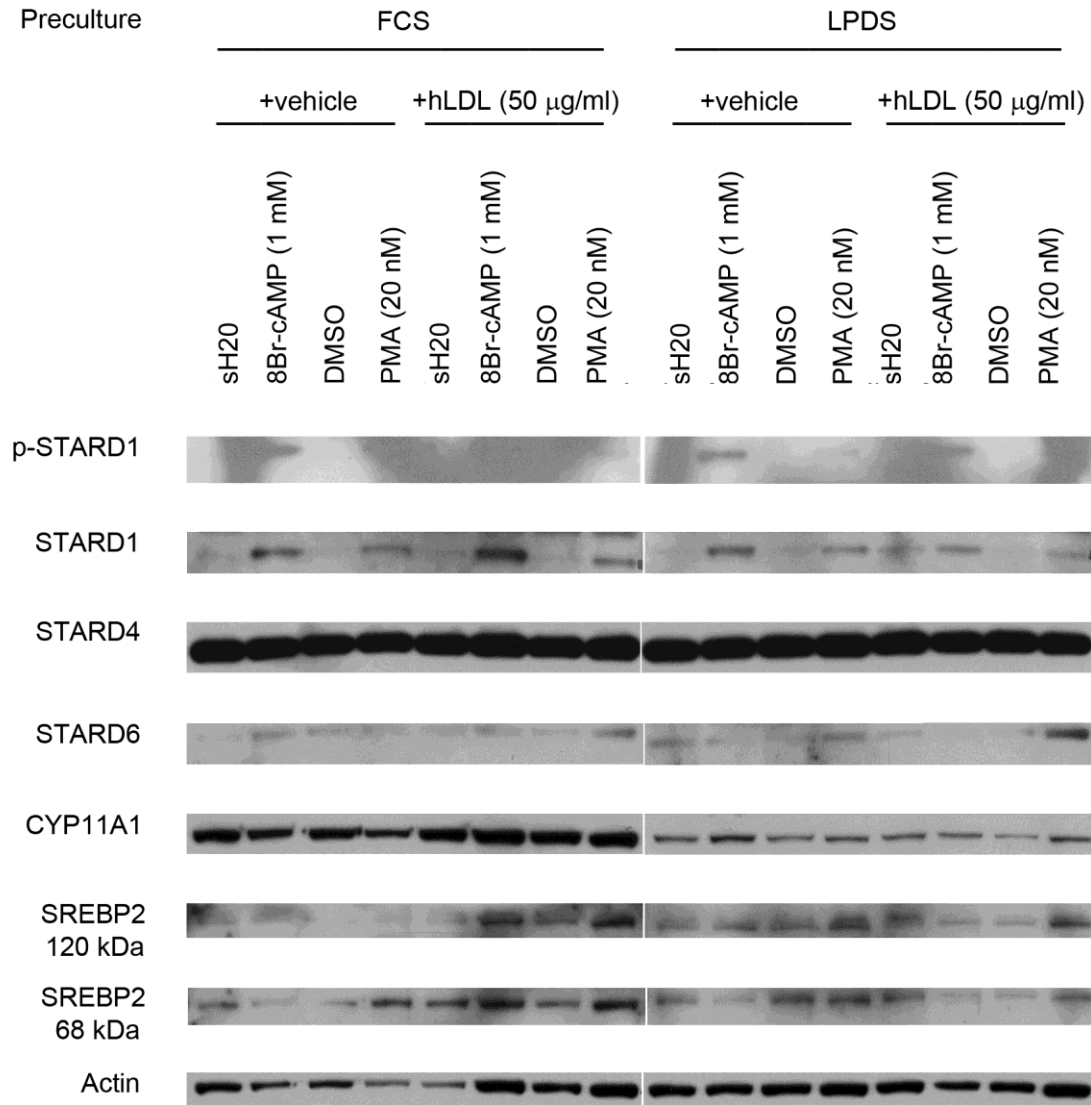 Preculture FCS LPDS
+vehicle +hLDL (50 μg/ml) +vehicle +hLDL (50 μg/ml)
sH20 8Br-cAMP (1 mM) DMSO PMA (20 nM) sH20 8Br-cAMP (1 mM) DMSO PMA (20 nM) sH20 8Br-cAMP (1 mM) DMSO PMA (20 nM) sH20 8Br-cAMP (1 mM) DMSO PMA (20 nM)
p-STARD1
STARD1
STARD4
STARD6
CYP11A1
SREBP2
120 kDa
SREBP2
68 kDa
Actin